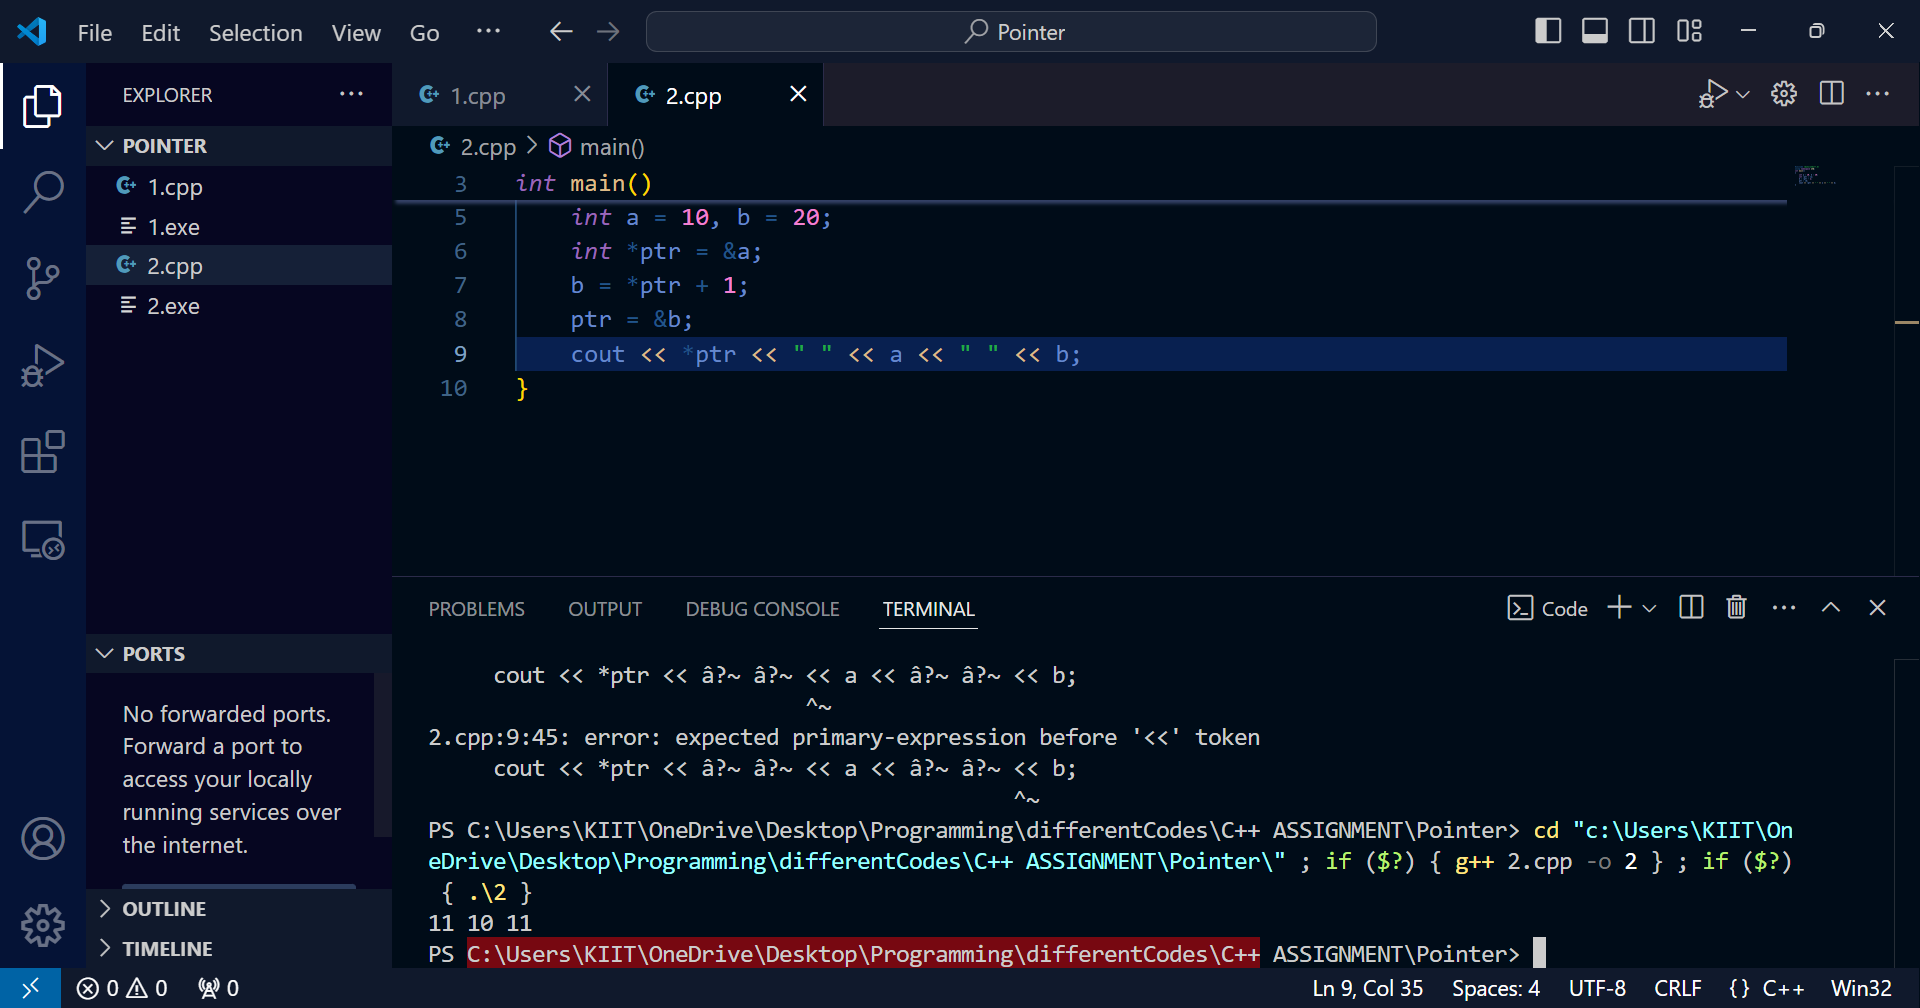 File Edit Selection View Go ··· Pointer
EXPLORER ···
1.cpp 2.cpp
POINTER
2.cpp > main()
1.cpp
1.exe
2.cpp
2.exe
3 int main()
5 int a = 10, b = 20;
6 int *ptr = &a;
7 b = *ptr + 1;
8 ptr = &b;
9 cout << *ptr << " " << a << " " << b;
10 }
PROBLEMS OUTPUT DEBUG CONSOLE TERMINAL Code
PORTS
No forwarded ports.
Forward a port to
access your locally
running services over
the internet.
OUTLINE
TIMELINE
cout << *ptr << â?~ â?~ << a << â?~ â?~ << b;
^~
2.cpp:9:45: error: expected primary-expression before '<<' token
cout << *ptr << â?~ â?~ << a << â?~ â?~ << b;
^~
PS C:\Users\KIIT\OneDrive\Desktop\Programming\differentCodes\C++ ASSIGNMENT\Pointer> cd "c:\Users\KIIT\On
eDrive\Desktop\Programming\differentCodes\C++ ASSIGNMENT\Pointer\" ; if ($?) { g++ 2.cpp -o 2 } ; if ($?)
{ .\2 }
11 10 11
PS C:\Users\KIIT\OneDrive\Desktop\Programming\differentCodes\C++ ASSIGNMENT\Pointer>
0 0 0 Ln 9, Col 35 Spaces: 4 UTF-8 CRLF {} C++ Win32